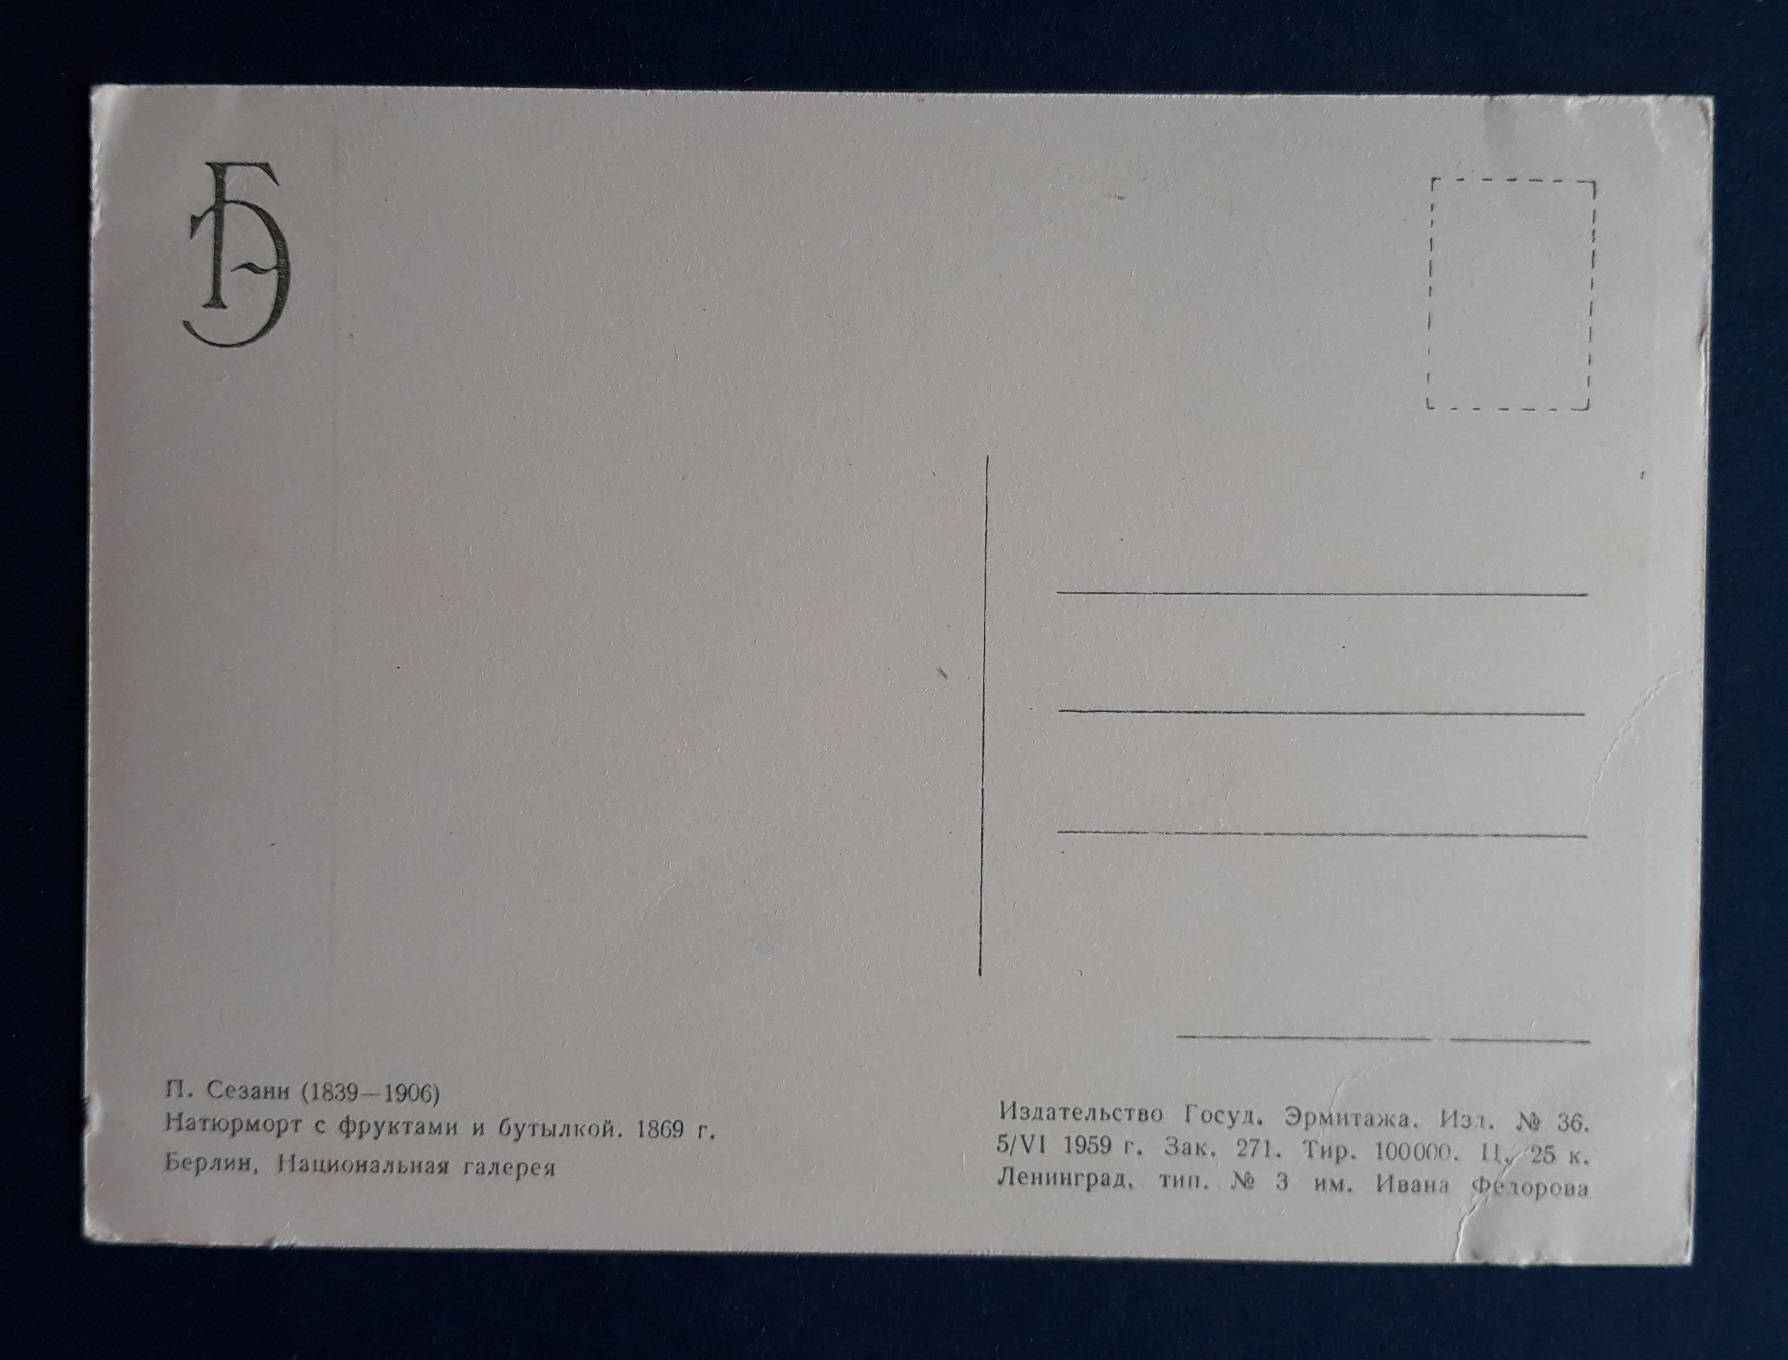 ГЭ
П. Сезанн (1839—1906)
Натюрморт с фруктами и бутылкой. 1869 г.
Берлин, Национальная галерея
Издательство Госуд. Эрмитажа. Изд. № 36.
5/VI 1959 г. Зак. 271. Тир. 100000. Ц. 25 к.
Ленинград, тип. № 3 им. Ивана Федорова